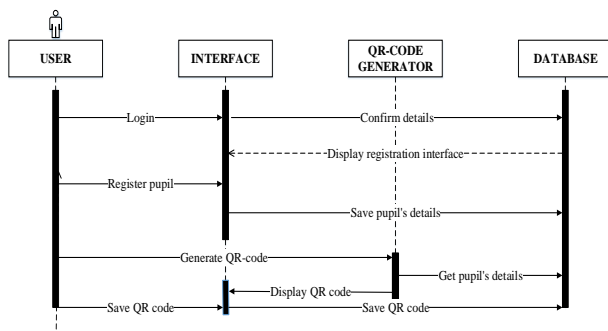 USER
INTERFACE
QR-CODE
GENERATOR
DATABASE
Login
Confirm details
Display registration interface
Register pupil
Save pupil's details
Generate QR-code
Get pupil's details
Display QR code
Save QR code
Save QR code